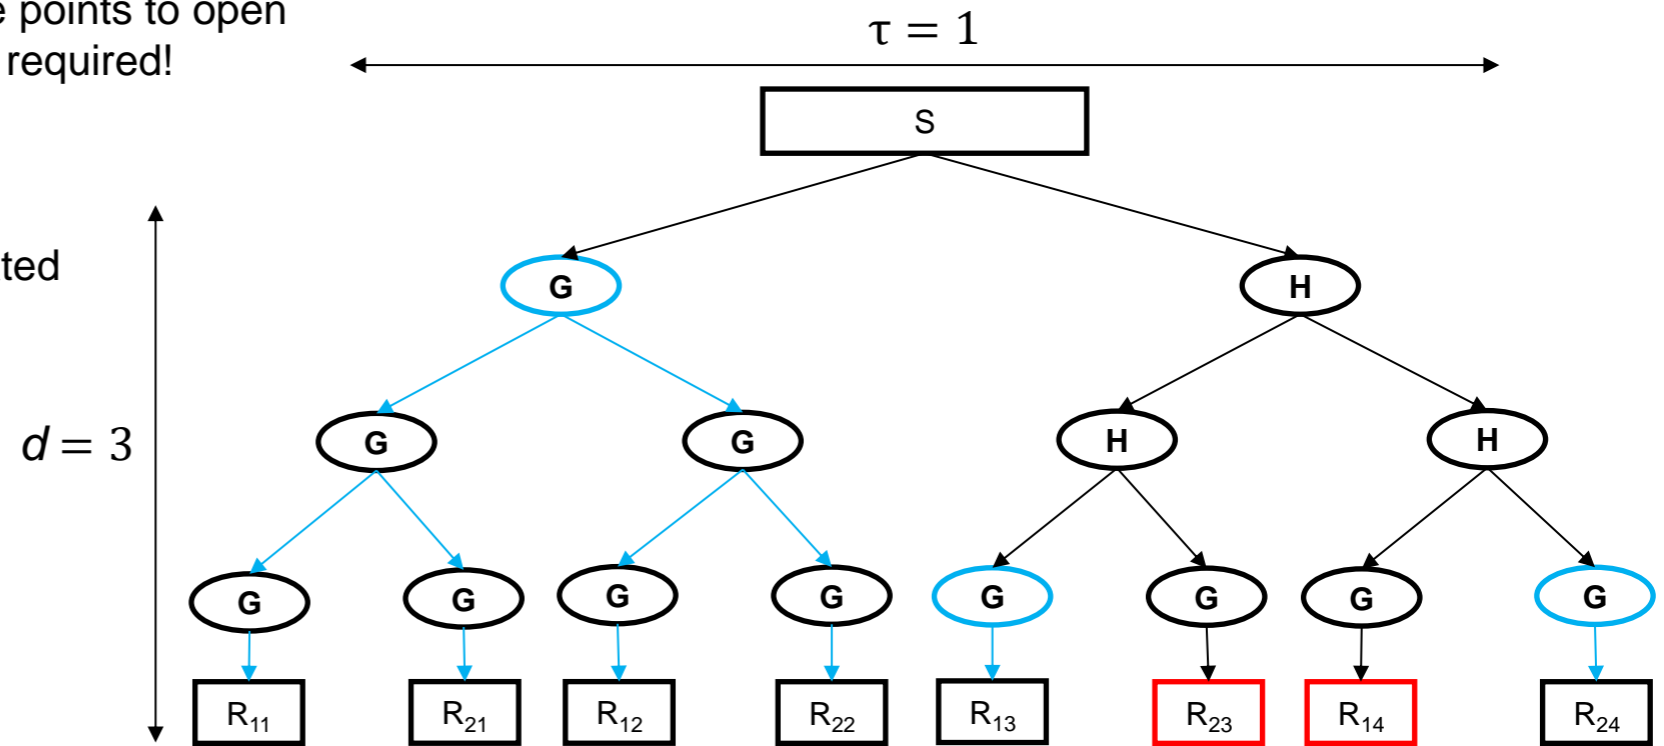 e points to open
required!
τ = 1
S
ted
G H
d = 3
G G H H
G G G G G G G G
R₁₁ R₂₁ R₁₂ R₂₂ R₁₃ R₂₃ R₁₄ R₂₄